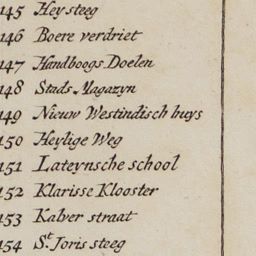 145 Hey steeg
146 Boere verdriet
147 Handboogs Doelen
148 Stads Magazyn
149 Nieuw Westindisch huys
150 Heylige Weg
151 Lateynsche school
152 Klarisse Klooster
153 Kalver straat
154 St. Joris steeg